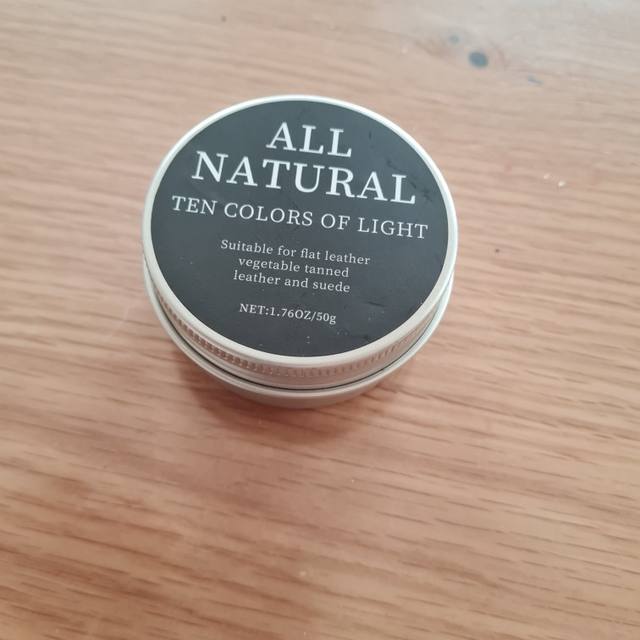 ALL
NATURAL
TEN COLORS OF LIGHT
Suitable for flat leather
vegetable tanned
leather and suede
NET:1.76OZ/50g